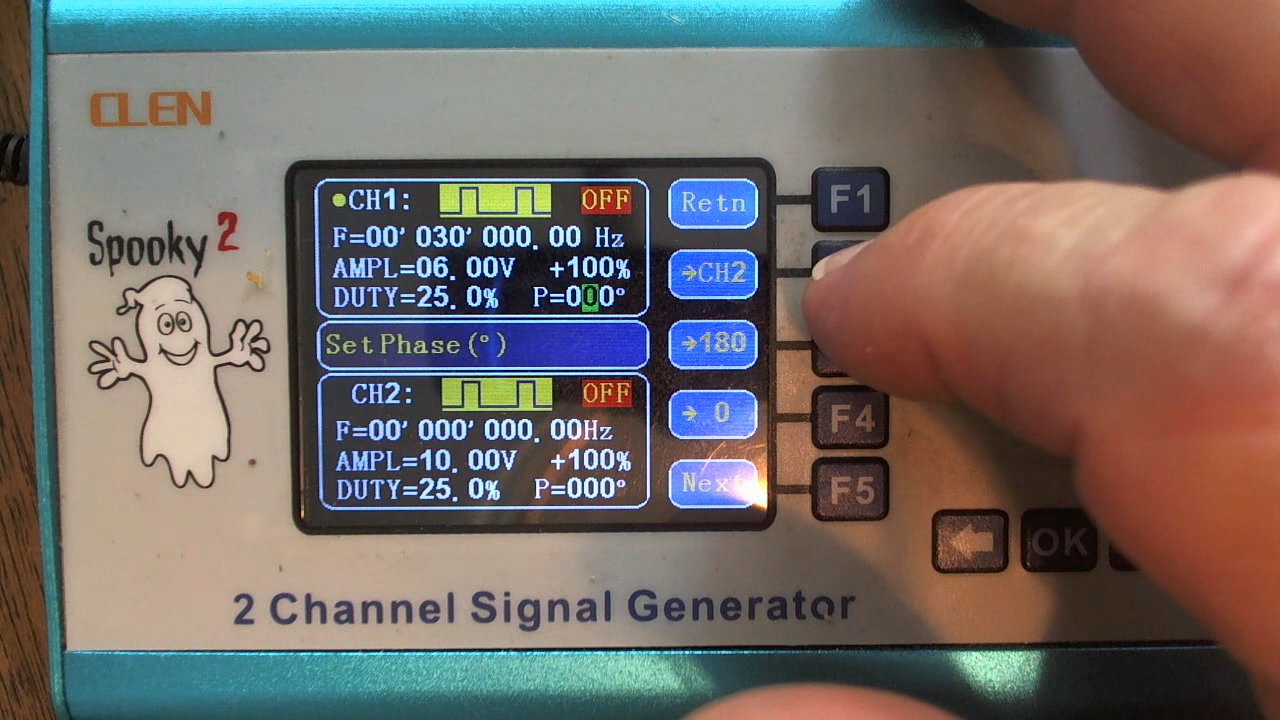 CLEN
Spooky 2
CH1: OFF
F=00' 030' 000. 00 Hz
AMPL=06. 00V +100%
DUTY=25. 0% P=000°
Set Phase(°)
CH2: OFF
F=00' 000' 000. 00Hz
AMPL=10. 00V +100%
DUTY=25. 0% P=000°
Retn
→CH2
→180
→ 0
Next
F1
F4
F5
OK
2 Channel Signal Generator